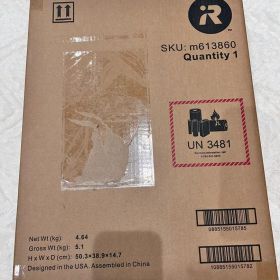 R
SKU: m613860
Quantity 1
UN 3481
Net Wt (kg): 4.64
Gross Wt (kg): 5.1
H x W x D (cm): 50.3×38.9×14.7
Designed in the USA. Assembled in China